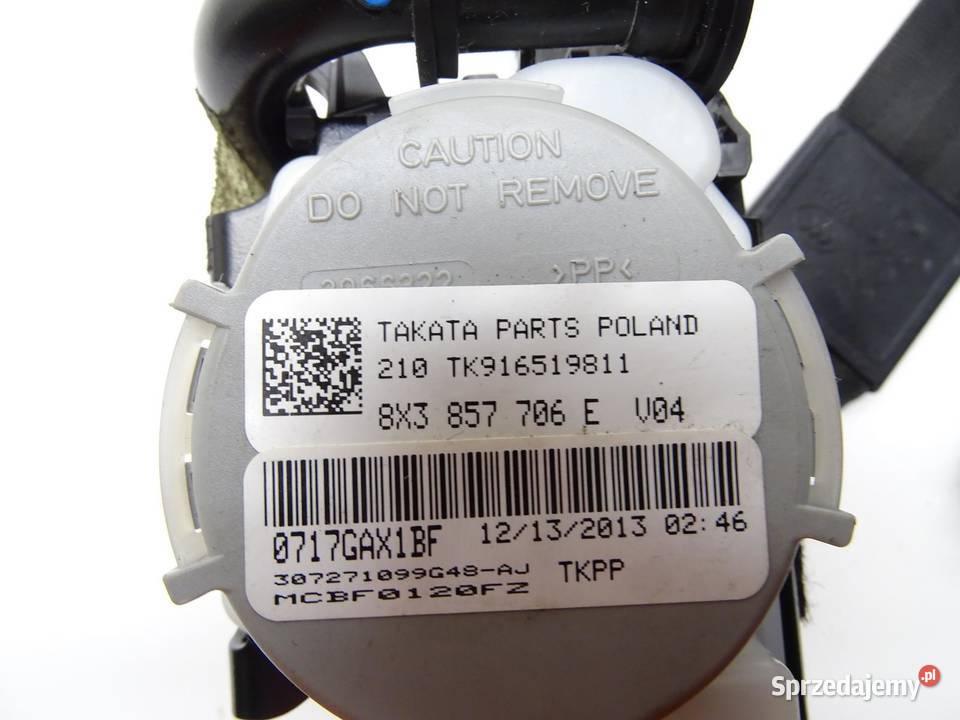 CAUTION
DO NOT REMOVE
>PP<
TAKATA PARTS POLAND
210 TK916519811
8X3 857 706 E V04
0717GAX1BF 12/13/2013 02:46
307271099G48-AJ TKPP
MCBF0120FZ
Sprzedajemy.pl